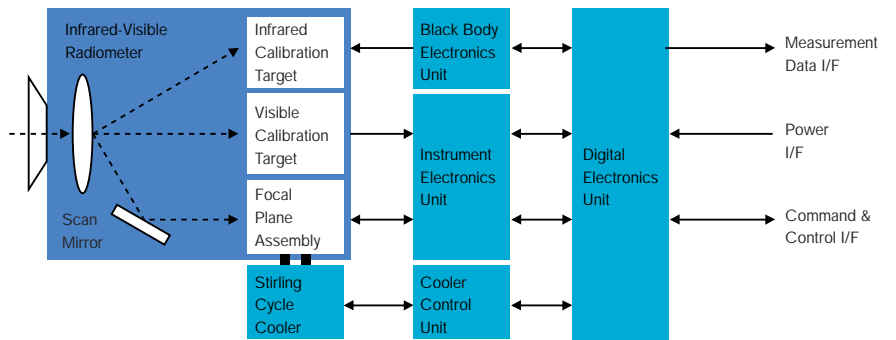 Infrared-Visible
Radiometer
Infrared
Calibration
Target
Black Body
Electronics
Unit
Measurement
Data I/F
Visible
Calibration
Target
Instrument
Electronics
Unit
Digital
Electronics
Unit
Power
I/F
Scan
Mirror
Focal
Plane
Assembly
Command &
Control I/F
Stirling
Cycle
Cooler
Cooler
Control
Unit